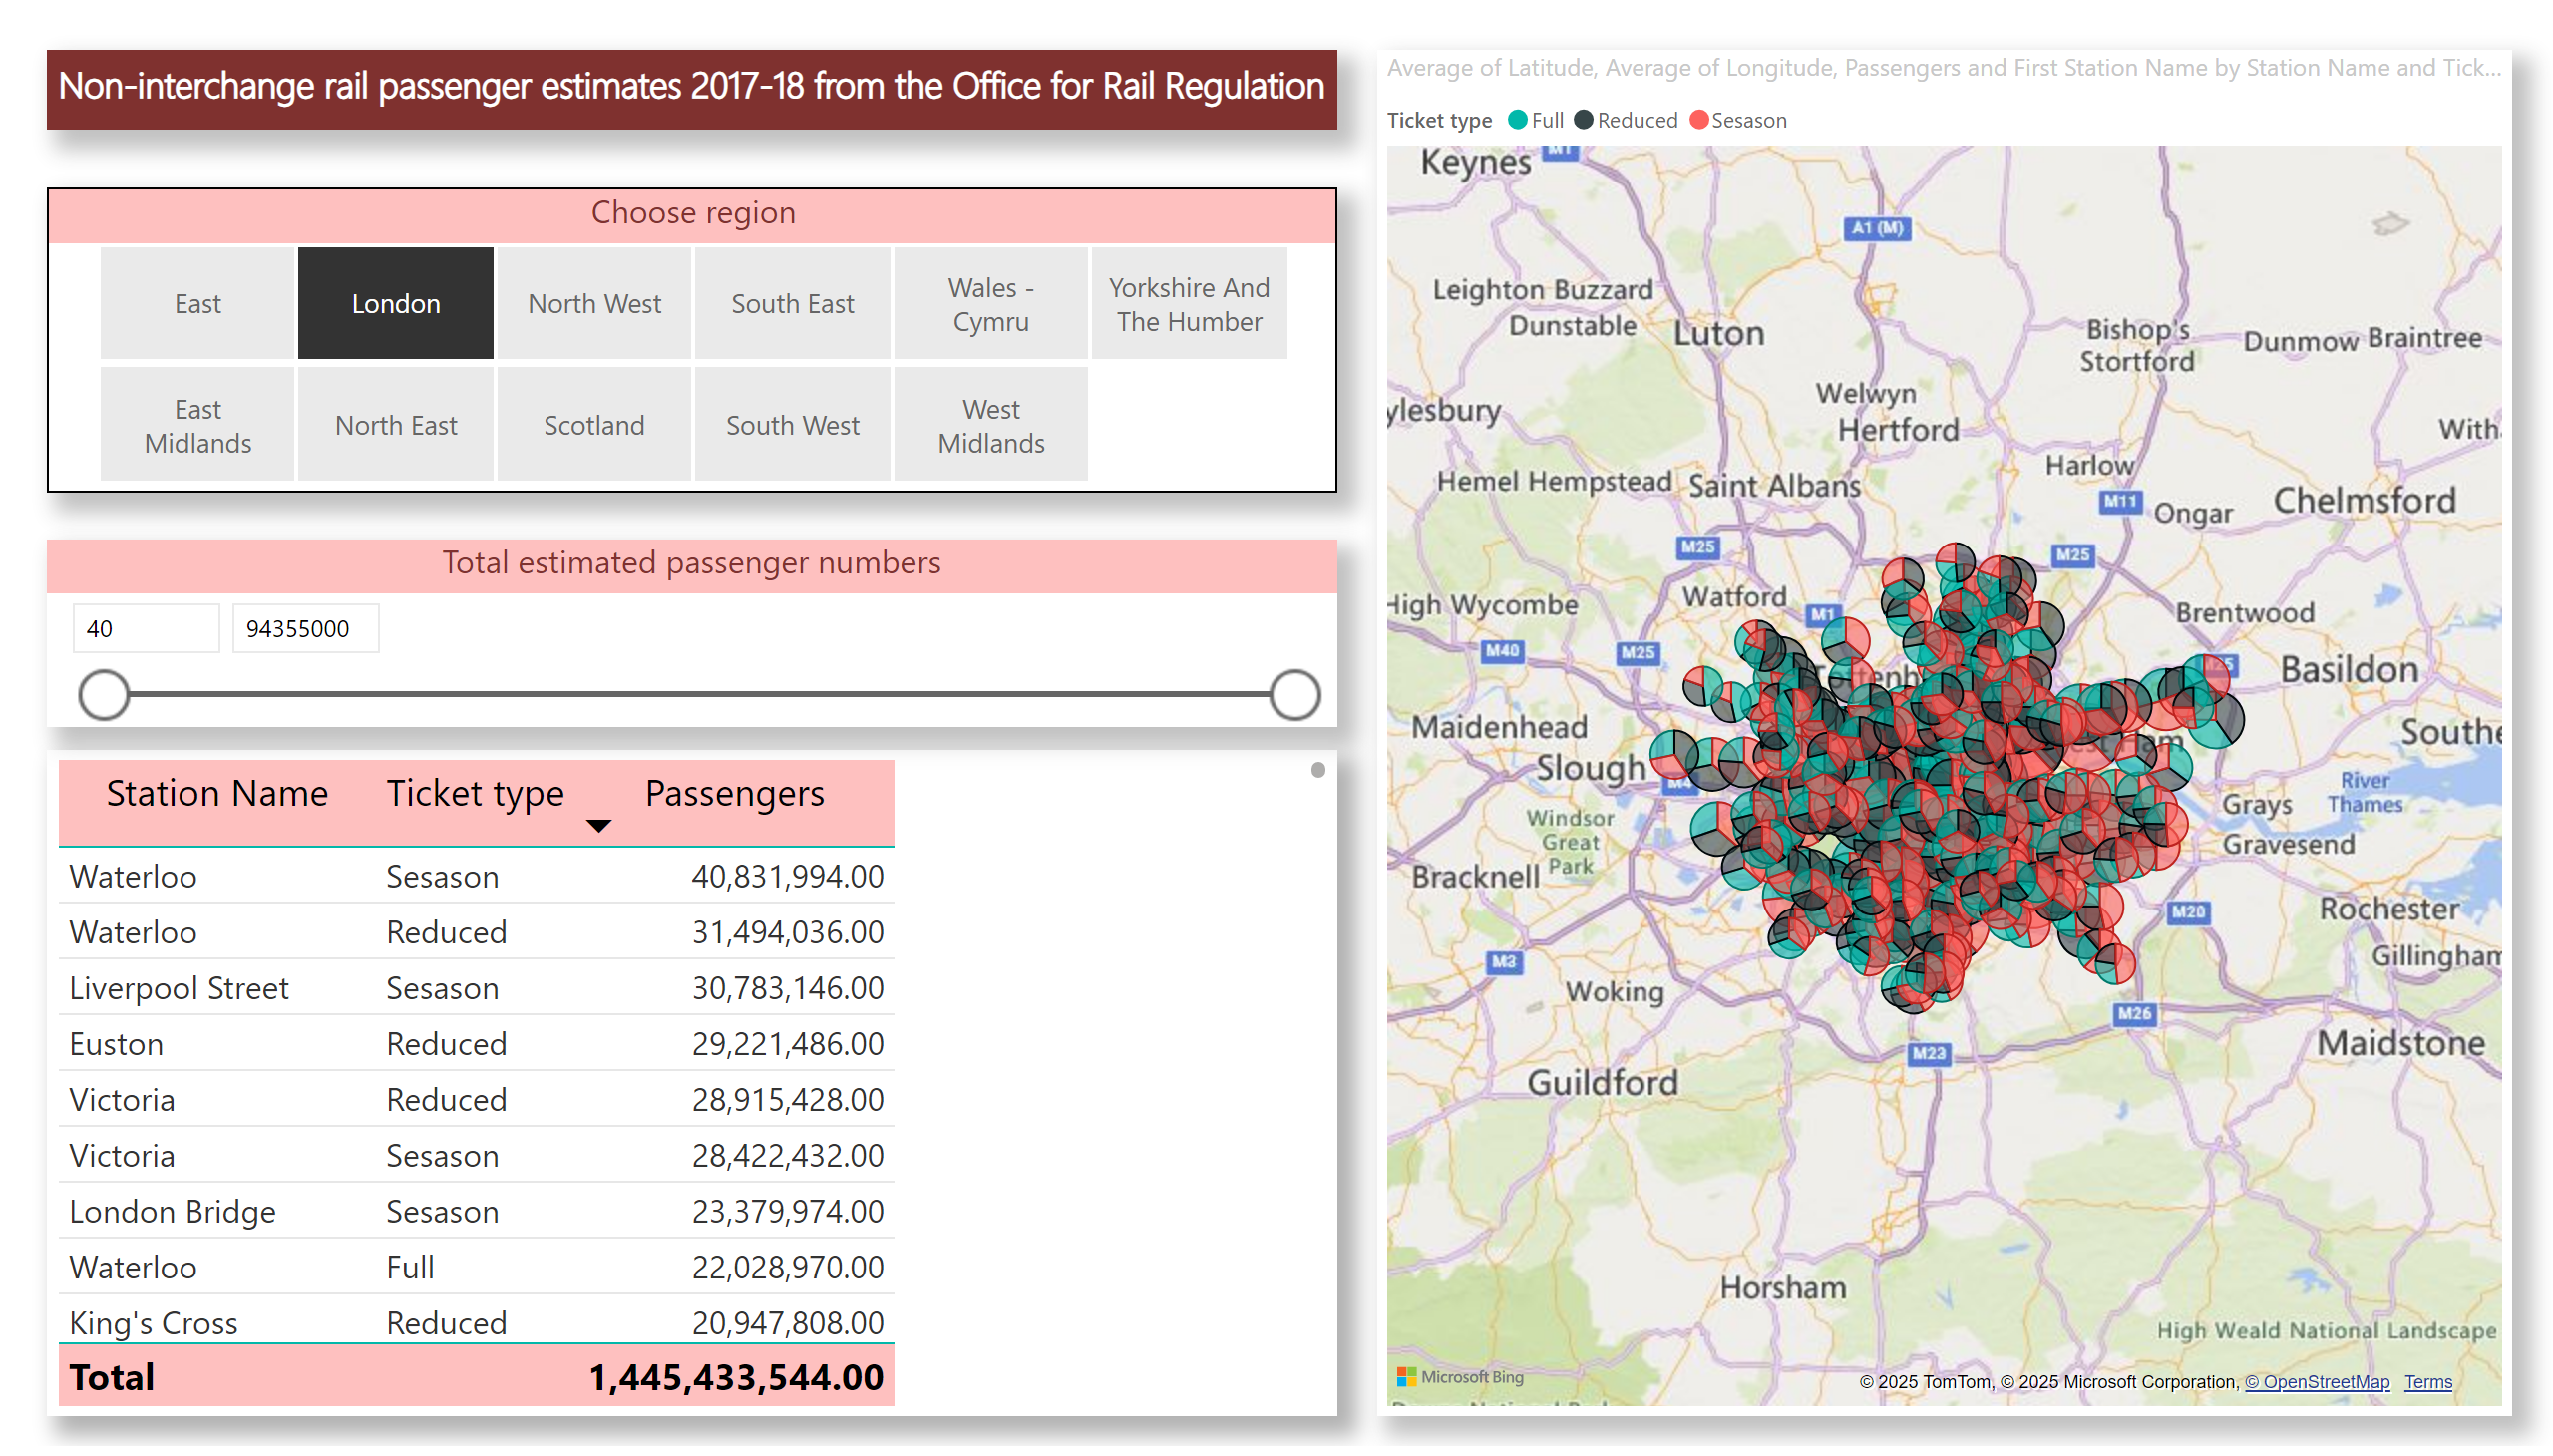 Non-interchange rail passenger estimates 2017-18 from the Office for Rail Regulation
Choose region
East
London
North West
South East
Wales -
Cymru
Yorkshire And
The Humber
East
Midlands
North East
Scotland
South West
West
Midlands
Total estimated passenger numbers
40
94355000
Station Name Ticket type Passengers
Waterloo Sesason 40,831,994.00
Waterloo Reduced 31,494,036.00
Liverpool Street Sesason 30,783,146.00
Euston Reduced 29,221,486.00
Victoria Reduced 28,915,428.00
Victoria Sesason 28,422,432.00
London Bridge Sesason 23,379,974.00
Waterloo Full 22,028,970.00
King's Cross Reduced 20,947,808.00
Total 1,445,433,544.00
Average of Latitude, Average of Longitude, Passengers and First Station Name by Station Name and Tick...
Ticket type Full Reduced Sesason
Keynes
M1
A1 (M)
Leighton Buzzard
Dunstable
Luton
Bishop's
Stortford
Dunmow
Braintree
Welwyn
ylesbury
Hertford
With
Harlow
Hemel Hempstead
Saint Albans
M11
Ongar
Chelmsford
M25
M25
High Wycombe
Watford
M1
Brentwood
M40
M25
Basildon
Maidenhead
Southe
Slough
River
Thames
Grays
Windsor
Great
Park
Gravesend
Bracknell
Rochester
M20
Gillingham
M3
Woking
M26
Maidstone
M23
Guildford
Horsham
High Weald National Landscape
Microsoft Bing
© 2025 TomTom, © 2025 Microsoft Corporation, © OpenStreetMap Terms